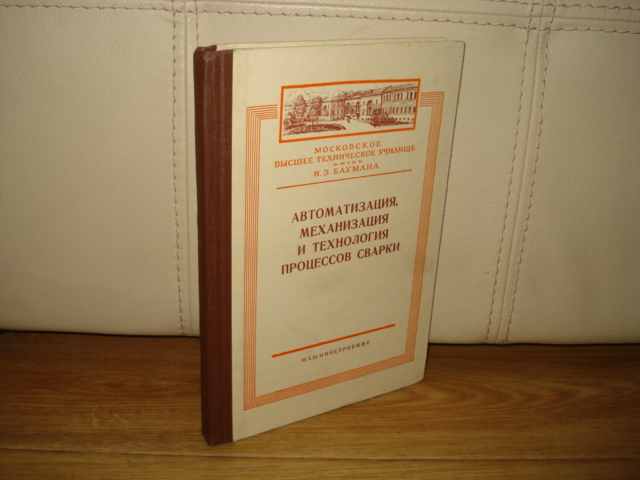 МОСКОВСКОЕ
ВЫСШЕЕ ТЕХНИЧЕСКОЕ УЧИЛИЩЕ
имени
Н. Э. БАУМАНА
АВТОМАТИЗАЦИЯ,
МЕХАНИЗАЦИЯ
И ТЕХНОЛОГИЯ
ПРОЦЕССОВ СВАРКИ
МАШИНОСТРОЕНИЕ